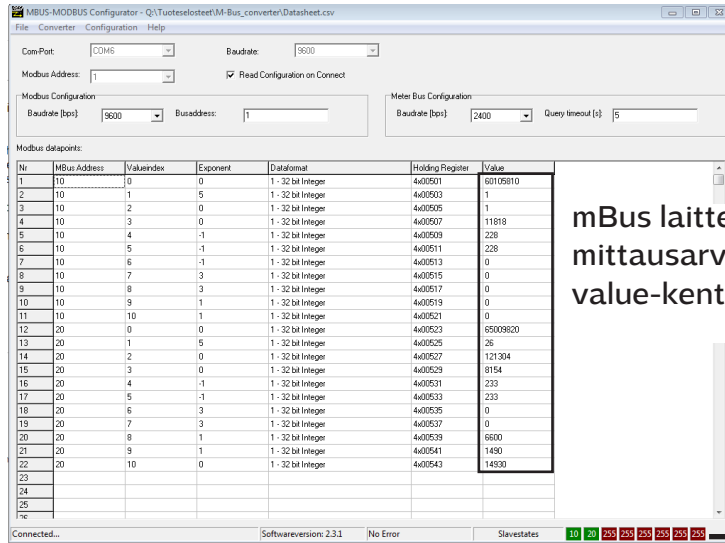 MBUS-MODBUS Configurator - Q:\Tuoteselosteet\M-Bus_converter\Datasheet.csv
File Converter Configuration Help
Com-Port: COM6 Baudrate: 9600
Modbus Address: 1 Read Configuration on Connect
Modbus Configuration Meter Bus Configuration
Baudrate [bps]: 9600 Busaddress: 1 Baudrate [bps]: 2400 Query timeout [s]: 5
Modbus datapoints:
Nr MBus Address Valueindex Exponent Dataformat Holding Register Value
1 10 0 0 1 - 32 bit Integer 4x00501 60105810
2 10 1 5 1 - 32 bit Integer 4x00503 1
3 10 2 0 1 - 32 bit Integer 4x00505 1
4 10 3 0 1 - 32 bit Integer 4x00507 11818
5 10 4 -1 1 - 32 bit Integer 4x00509 228
6 10 5 -1 1 - 32 bit Integer 4x00511 228
7 10 6 -1 1 - 32 bit Integer 4x00513 0
8 10 7 3 1 - 32 bit Integer 4x00515 0
9 10 8 3 1 - 32 bit Integer 4x00517 0
10 10 9 1 1 - 32 bit Integer 4x00519 0
11 10 10 1 1 - 32 bit Integer 4x00521 0
12 20 0 0 1 - 32 bit Integer 4x00523 65009820
13 20 1 5 1 - 32 bit Integer 4x00525 26
14 20 2 0 1 - 32 bit Integer 4x00527 121304
15 20 3 0 1 - 32 bit Integer 4x00529 8154
16 20 4 -1 1 - 32 bit Integer 4x00531 233
17 20 5 -1 1 - 32 bit Integer 4x00533 233
18 20 6 3 1 - 32 bit Integer 4x00535 0
19 20 7 3 1 - 32 bit Integer 4x00537 0
20 20 8 1 1 - 32 bit Integer 4x00539 6600
21 20 9 1 1 - 32 bit Integer 4x00541 1490
22 20 10 0 1 - 32 bit Integer 4x00543 14930
23
24
25
mBus laitte
mittausarv
value-kent
Connected... Softwareversion: 2.3.1 No Error Slavestates 10 20 255 255 255 255 255 255